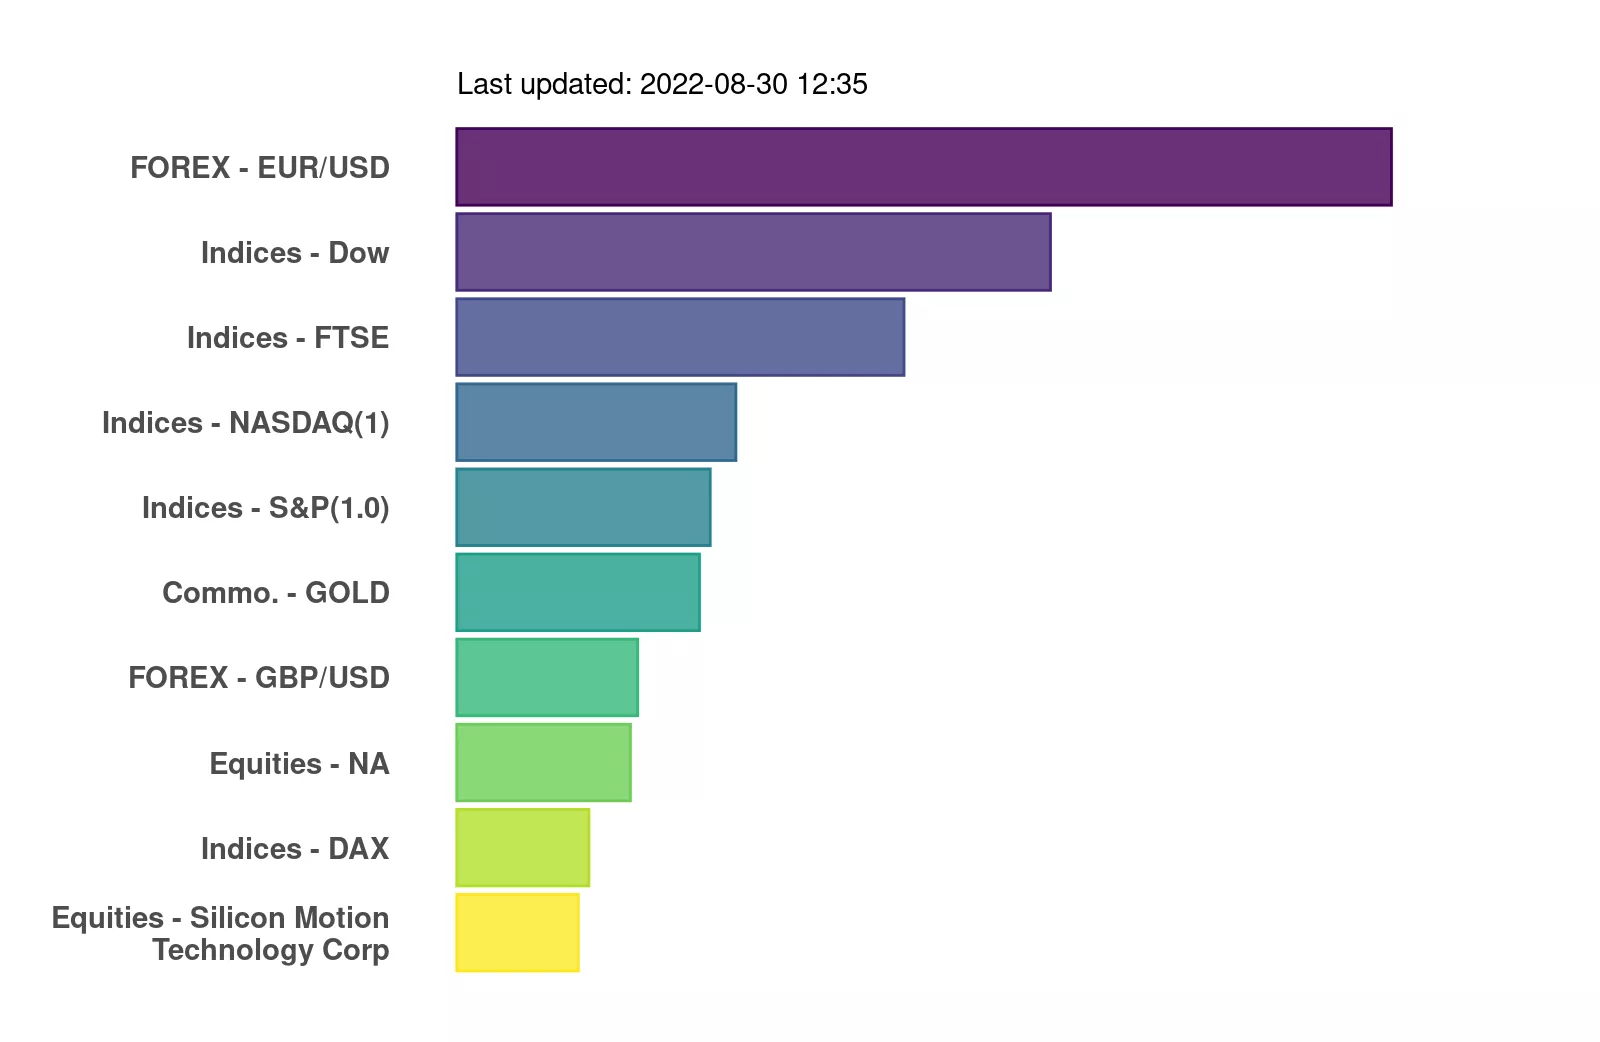 Last updated: 2022-08-30 12:35
FOREX - EUR/USD
Indices - Dow
Indices - FTSE
Indices - NASDAQ(1)
Indices - S&P(1.0)
Commo. - GOLD
FOREX - GBP/USD
Equities - NA
Indices - DAX
Equities - Silicon Motion
Technology Corp